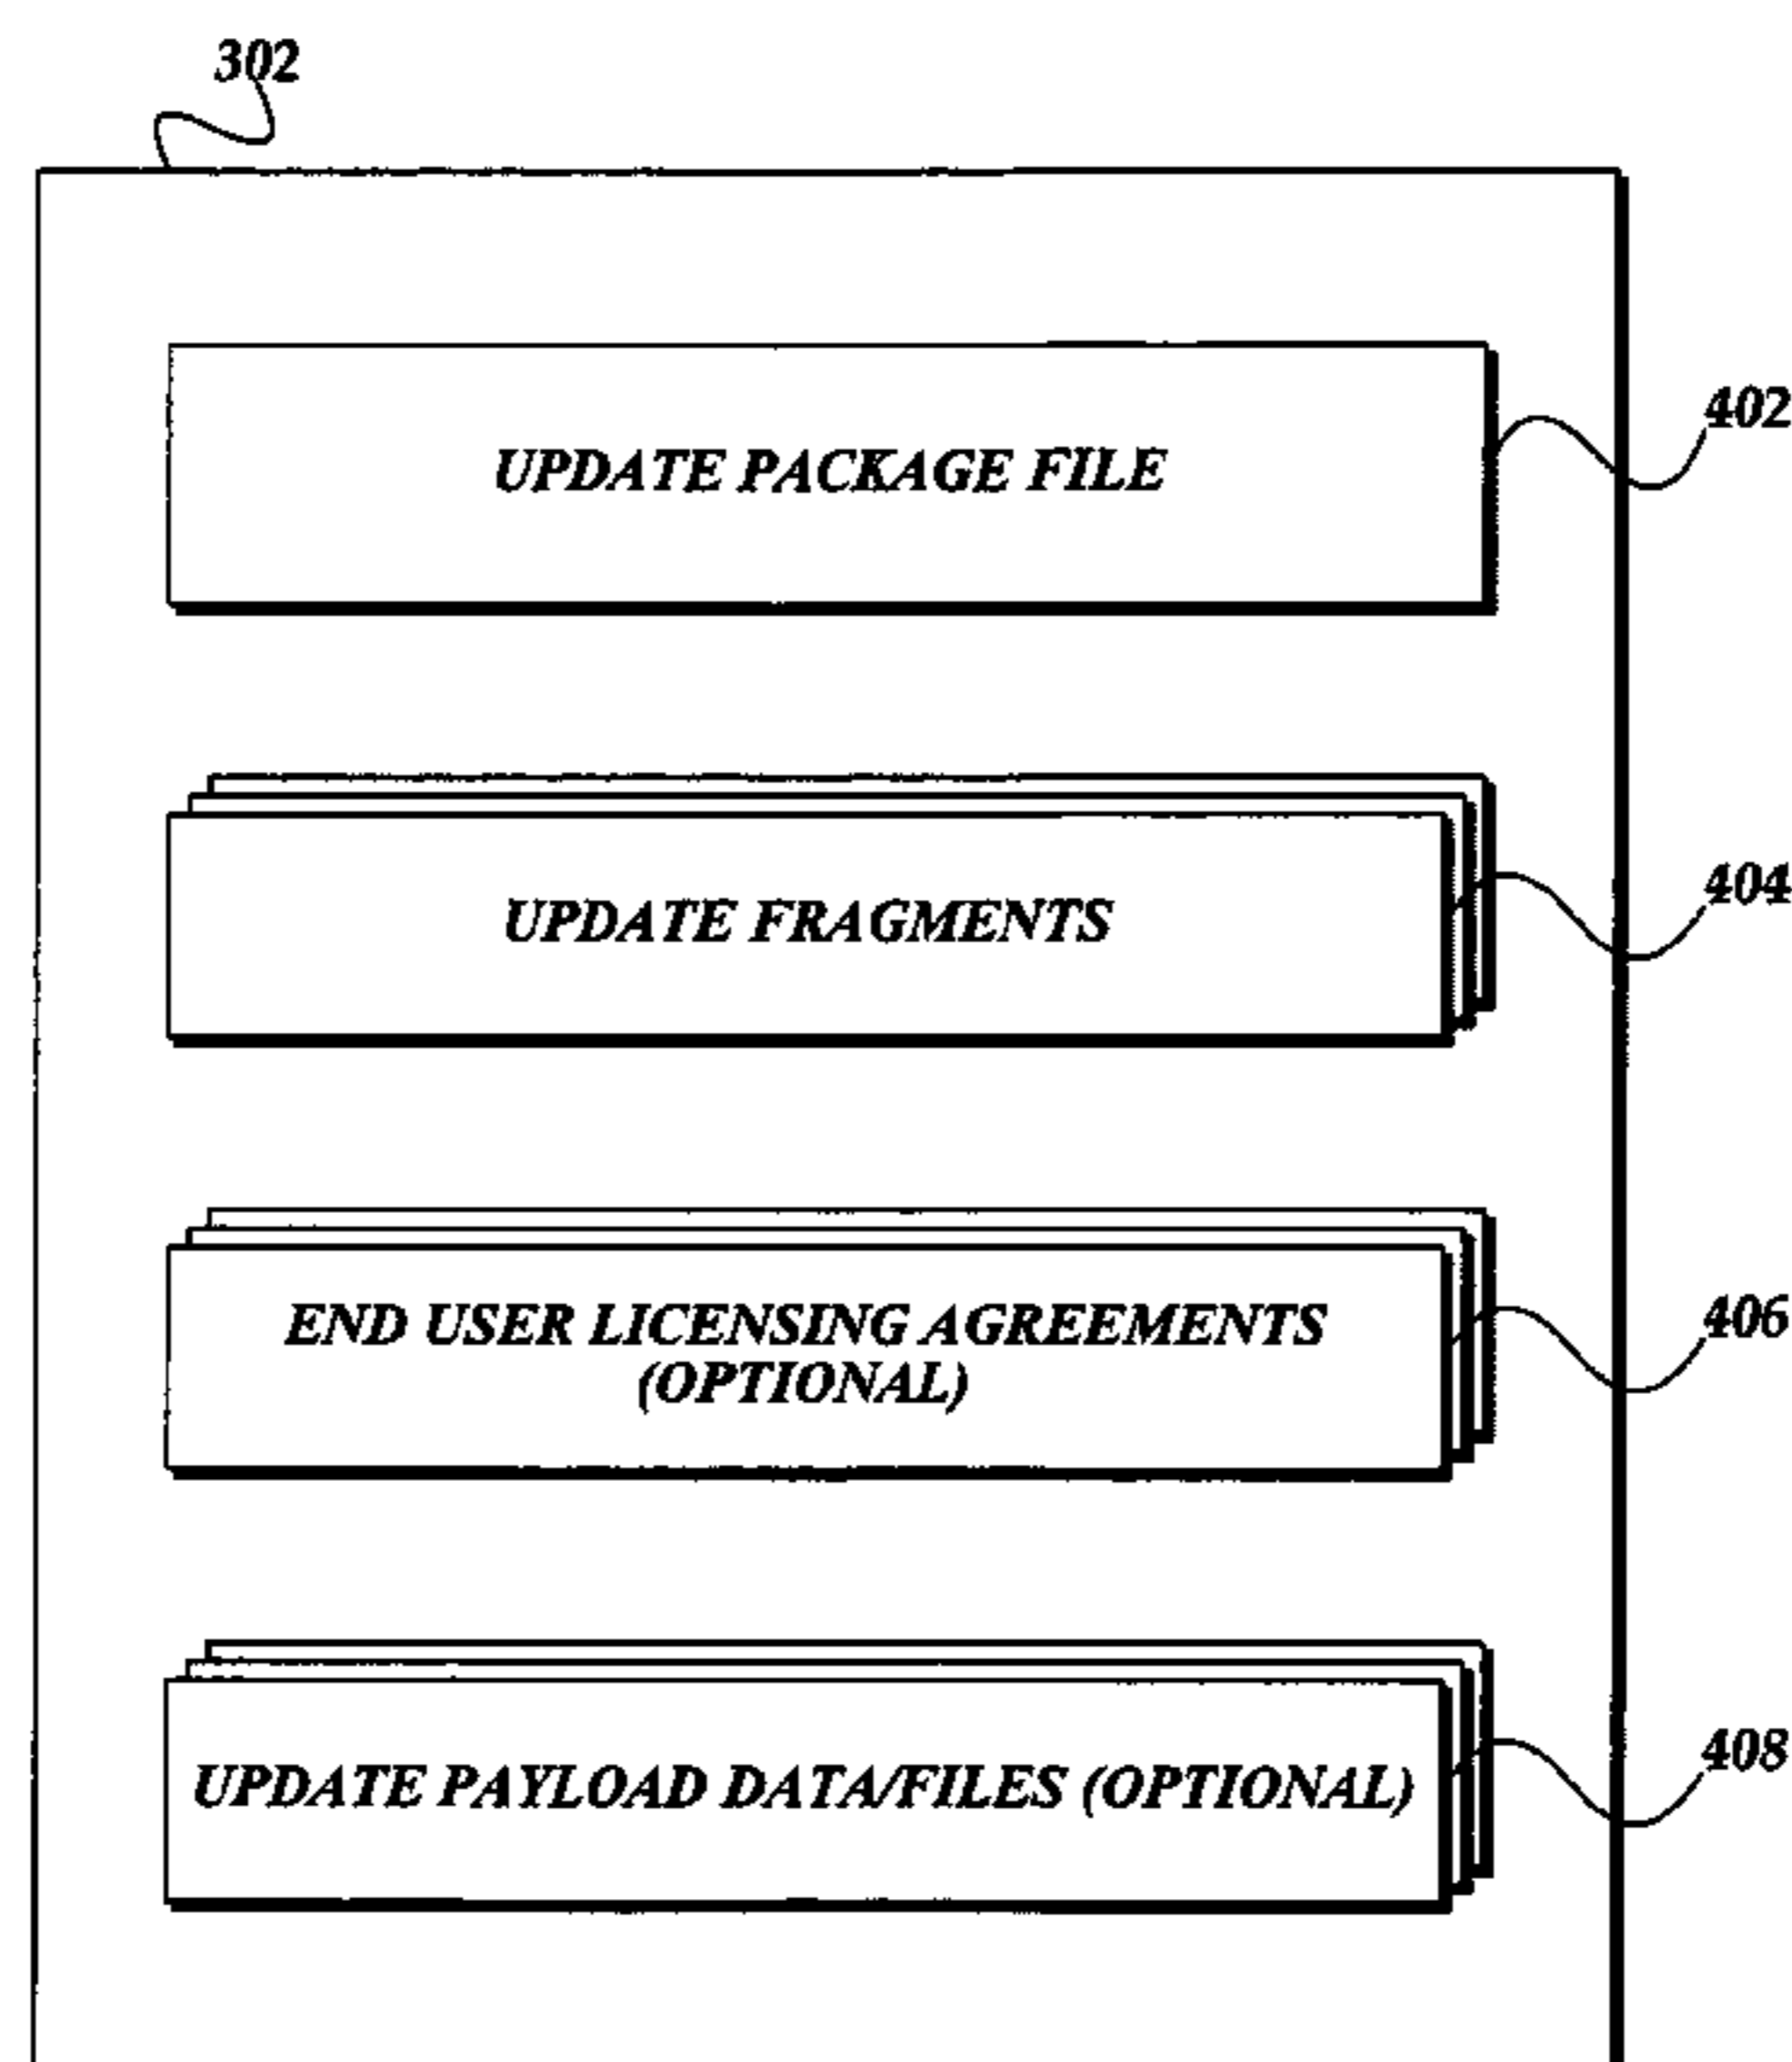 302
UPDATE PACKAGE FILE
402
UPDATE FRAGMENTS
404
END USER LICENSING AGREEMENTS
(OPTIONAL)
406
UPDATE PAYLOAD DATA/FILES (OPTIONAL)
408